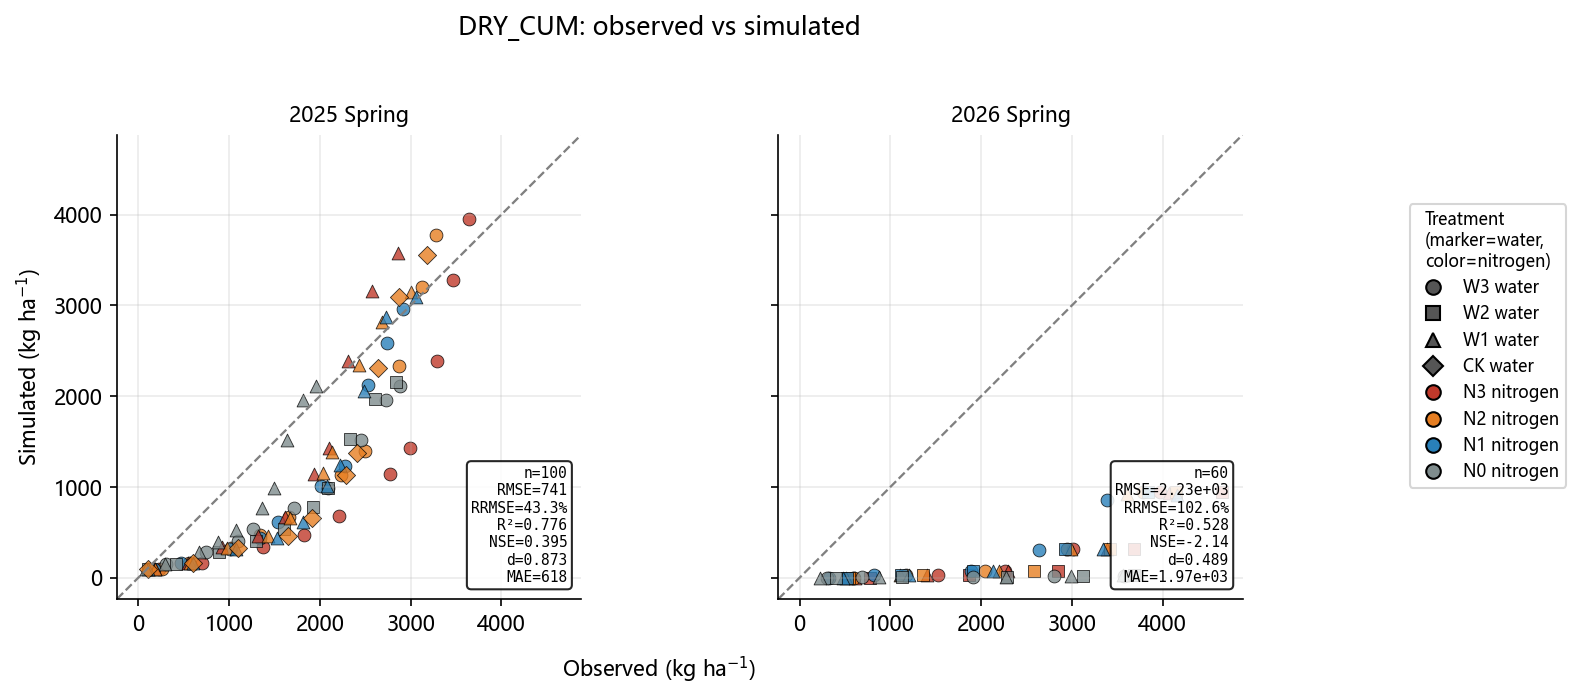 DRY_CUM: observed vs simulated
2025 Spring
2026 Spring
Simulated (kg ha⁻¹)
4000
3000
2000
1000
0
0
1000
2000
3000
4000
n=100
RMSE=741
RRMSE=43.3%
R²=0.776
NSE=0.395
d=0.873
MAE=618
0
1000
2000
3000
4000
n=60
RMSE=2.23e+03
RRMSE=102.6%
R²=0.528
NSE=-2.14
d=0.489
MAE=1.97e+03
Observed (kg ha⁻¹)
Treatment
(marker=water,
color=nitrogen)
W3 water
W2 water
W1 water
CK water
N3 nitrogen
N2 nitrogen
N1 nitrogen
N0 nitrogen